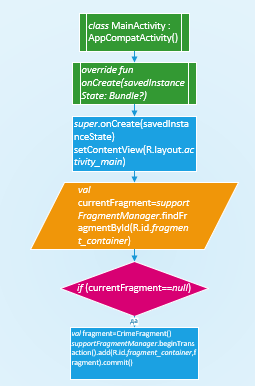 class MainActivity :
AppCompatActivity()
override fun
onCreate(savedInstance
State: Bundle?)
super.onCreate(savedInsta
nceState)
setContentView(R.layout.ac
tivity_main)
val
currentFragment=support
FragmentManager.findFr
agmentById(R.id.fragmen
t_container)
if (currentFragment==null)
да
val fragment=CrimeFragment()
supportFragmentManager.beginTrans
action().add(R.id.fragment_container,f
ragment).commit()